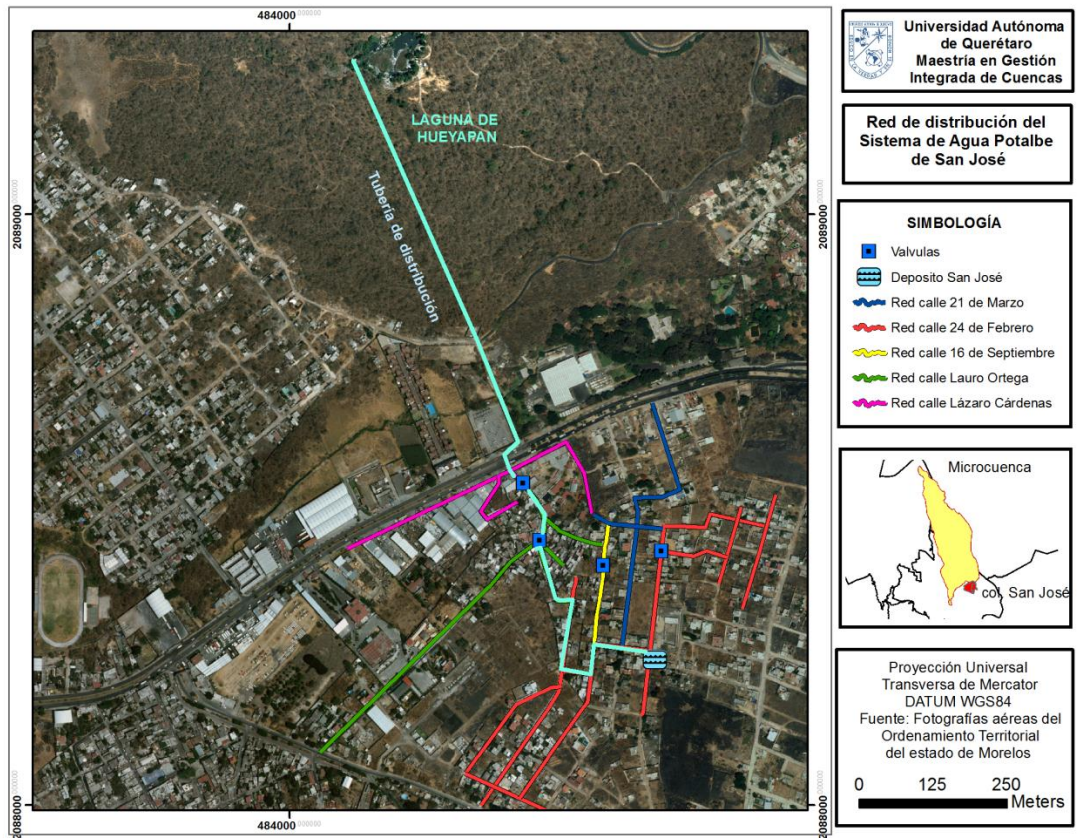 484000
Universidad Autónoma
de Querétaro
Maestría en Gestión
Integrada de Cuencas
Red de distribución del
Sistema de Agua Potalbe
de San José
LAGUNA DE
HUEYAPAN
Tubería de distribución
2089000
2089000
SIMBOLOGÍA
Valvulas
Deposito San José
Red calle 21 de Marzo
Red calle 24 de Febrero
Red calle 16 de Septiembre
Red calle Lauro Ortega
Red calle Lázaro Cárdenas
Microcuenca
col. San José
Proyección Universal
Transversa de Mercator
DATUM WGS84
Fuente: Fotografías aéreas del
Ordenamiento Territorial
del estado de Morelos
0 125 250
Meters
2088000
2088000
484000